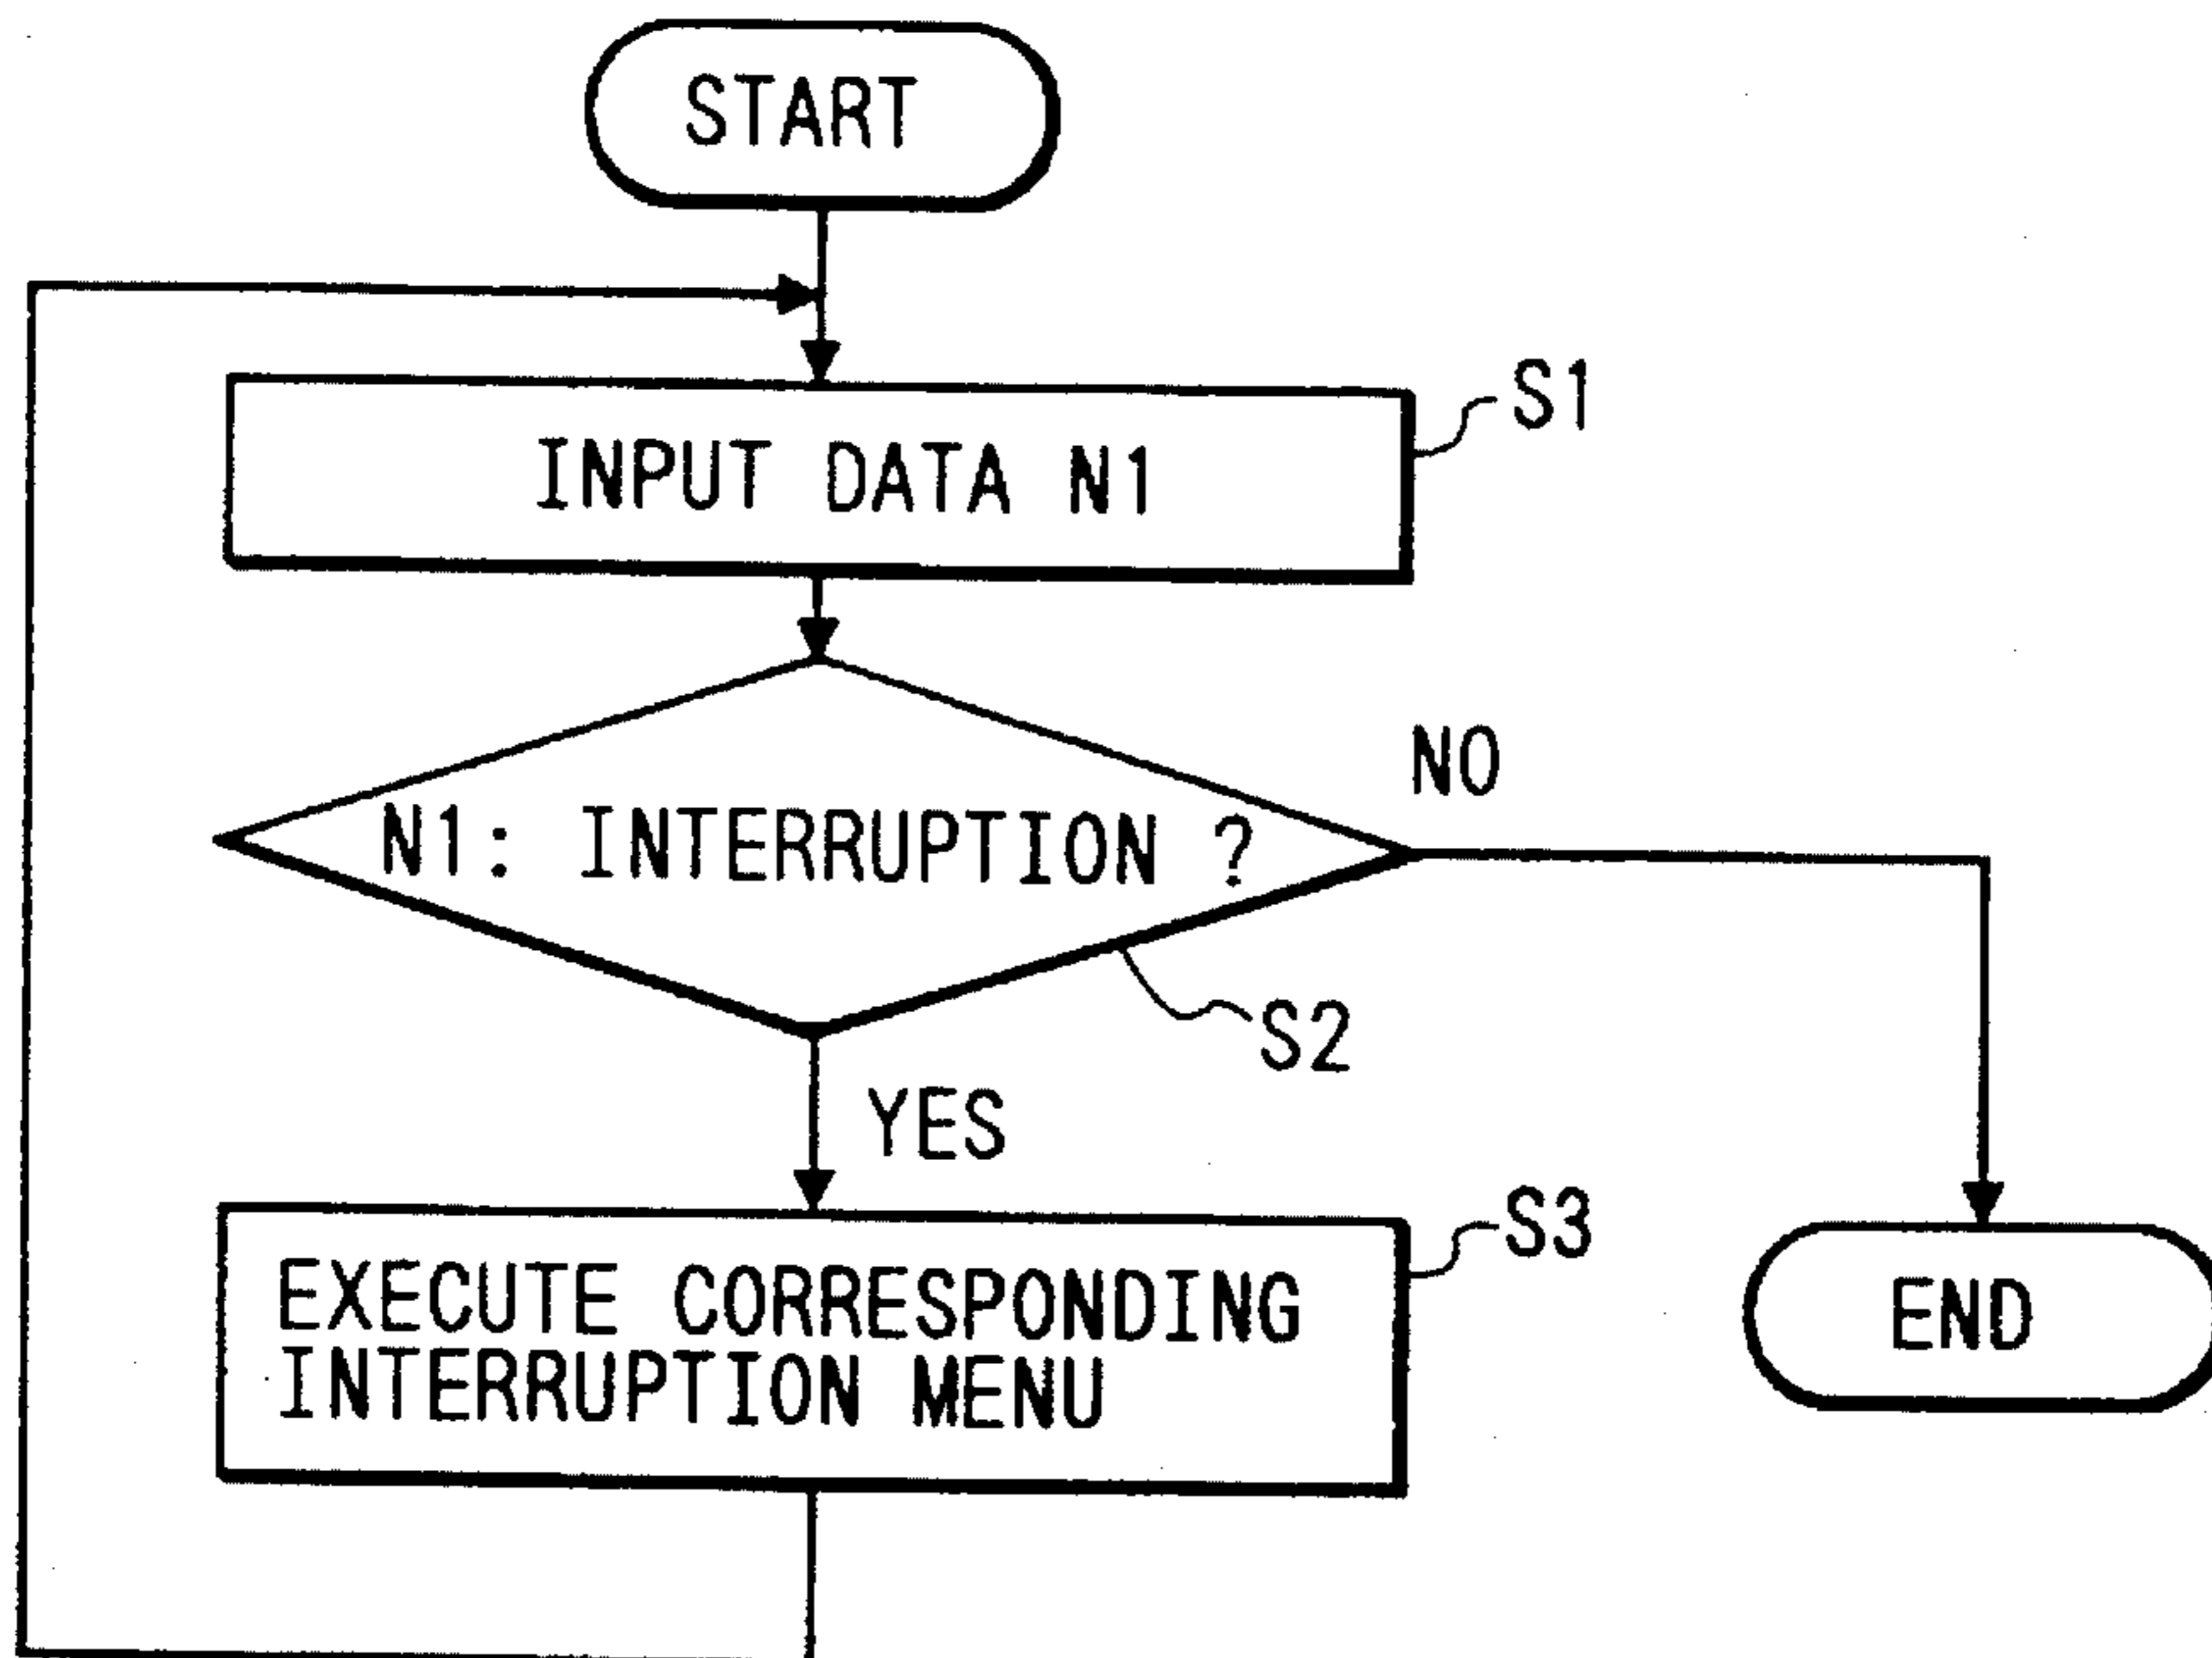 START
INPUT DATA N1
S1
N1: INTERRUPTION ?
NO
S2
YES
EXECUTE CORRESPONDING
INTERRUPTION MENU
S3
END